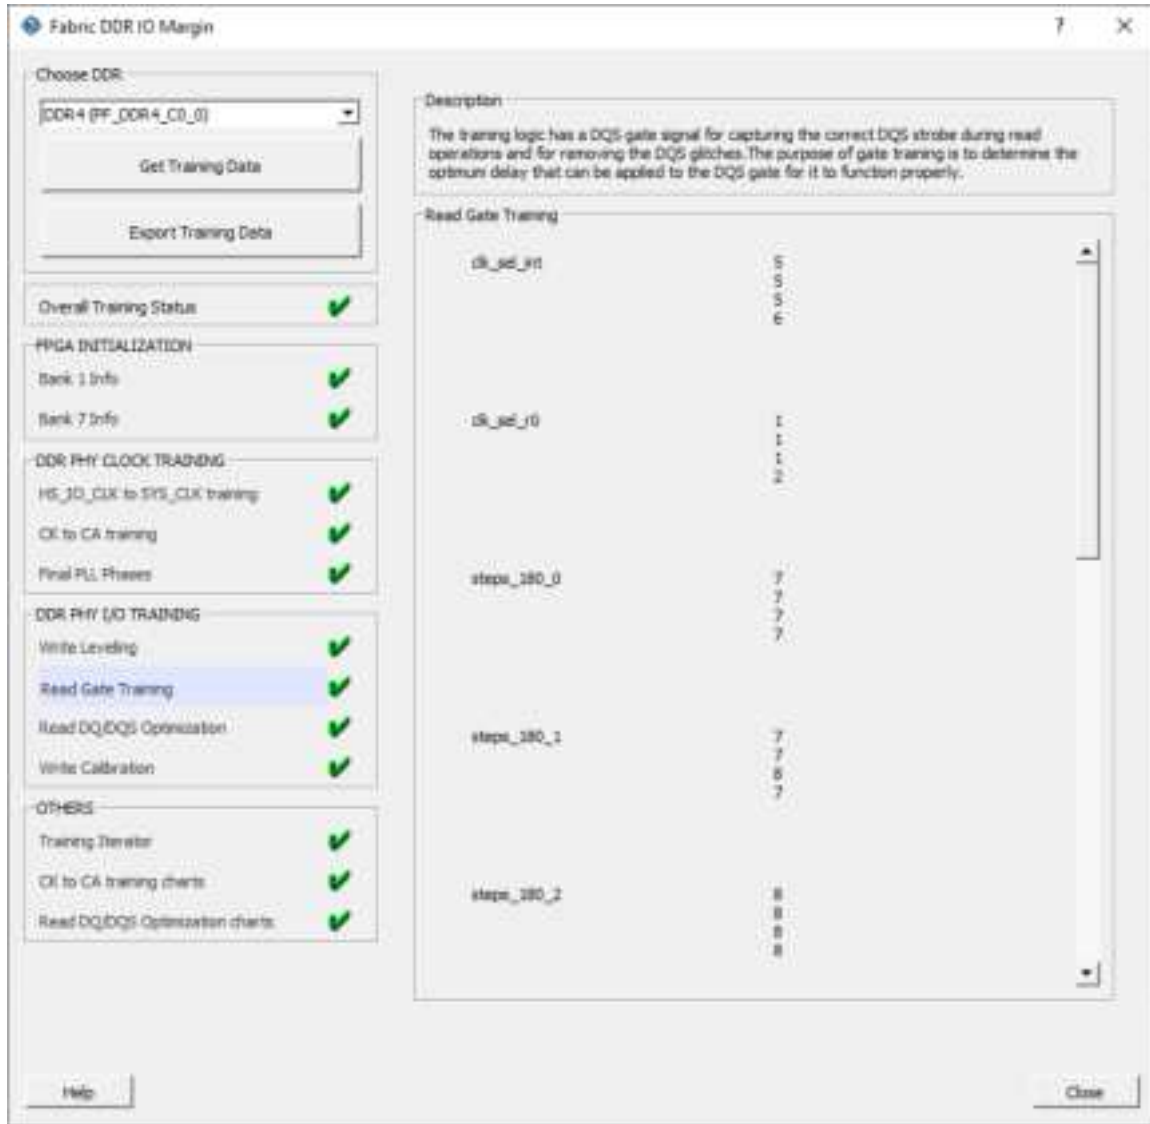 Fabric DDR IO Margin
? ×
Choose DDR
DDR4 (PF_DDR4_C0_0)
Get Training Data
Export Training Data
Overall Training Status
FPGA INITIALIZATION
Bank 1 Info
Bank 7 Info
DDR PHY CLOCK TRAINING
HS_IO_CLK to SYS_CLK training
CK to CA training
Final PLL Phases
DDR PHY I/O TRAINING
Write Leveling
Read Gate Training
Read DQ/DQS Optimization
Write Calibration
OTHERS
Training Iterator
CK to CA training charts
Read DQ/DQS Optimization charts
Description
The training logic has a DQS gate signal for capturing the correct DQS strobe during read
operations and for removing the DQS glitches.The purpose of gate training is to determine the
optimum delay that can be applied to the DQS gate for it to function properly.
Read Gate Training
clk_sel_int 5
5
5
6
clk_sel_r0 1
1
1
2
steps_180_0 7
7
7
7
steps_180_1 7
7
8
7
steps_180_2 8
8
8
8
Help
Close